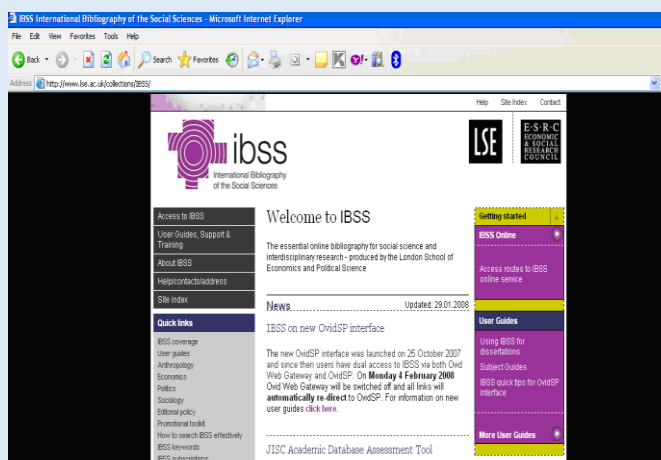 IBSS International Bibliography of the Social Sciences - Microsoft Internet Explorer
File Edit View Favorites Tools Help
Back Search Favorites
Address http://www.lse.ac.uk/collections/IBSS/
Help Site Index Contact
ibss
International Bibliography
of the Social Sciences
LSE
E·S·R·C
ECONOMIC
& SOCIAL
RESEARCH
COUNCIL
Access to IBSS
User Guides, Support &
Training
About IBSS
Help/contacts/address
Site index
Quick links
IBSS coverage
User guides
Anthropology
Economics
Politics
Sociology
Editorial policy
Promotional toolkit
How to search IBSS effectively
IBSS keywords
IBSS subscriptions
Welcome to IBSS
The essential online bibliography for social science and
interdisciplinary research - produced by the London School of
Economics and Political Science
News Updated: 29.01.2008
IBSS on new OvidSP interface
The new OvidSP interface was launched on 25 October 2007
and since then users have dual access to IBSS via both Ovid
Web Gateway and OvidSP. On Monday 4 February 2008
Ovid Web Gateway will be switched off and all links will
automatically re-direct to OvidSP. For information on new
user guides click here.
JISC Academic Database Assessment Tool
Getting started
IBSS Online
Access routes to IBSS
online service
User Guides
Using IBSS for
dissertations
Subject Guides
IBSS quick tips for OvidSP
interface
More User Guides